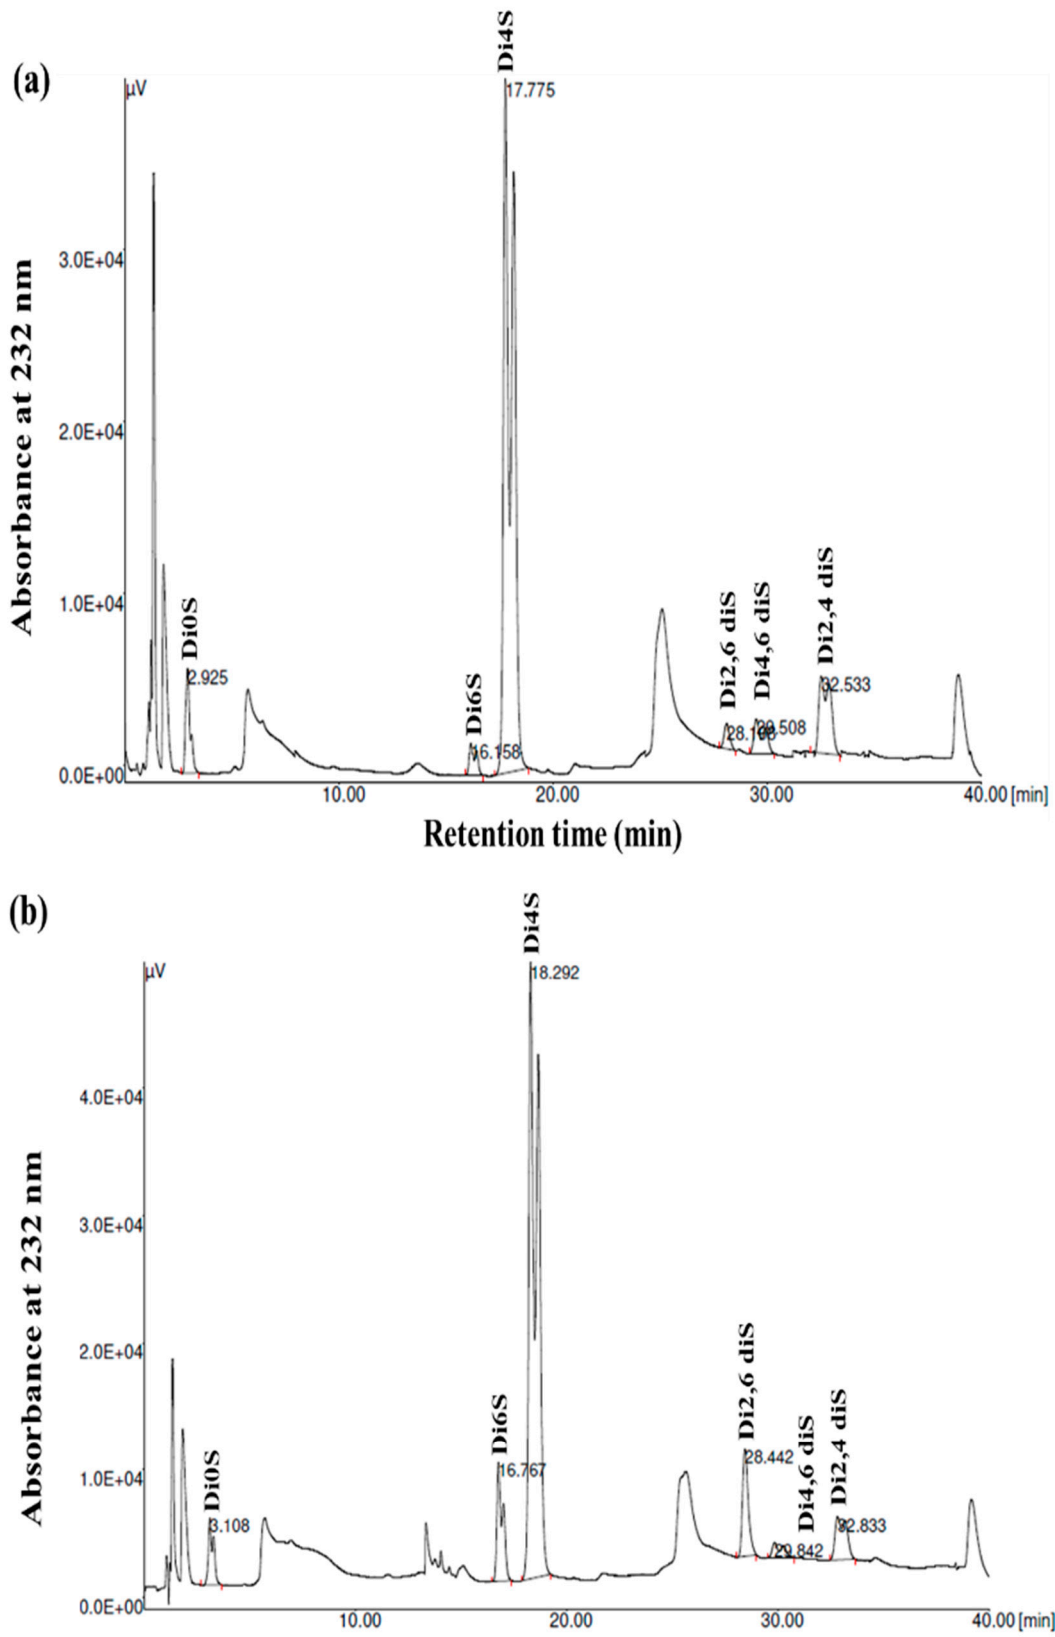 (a)
µV
Di4S
17.775
Absorbance at 232 nm
3.0E+04
2.0E+04
1.0E+04
0.0E+00
Di0S
2.925
Di6S
16.158
Di2,6 diS
Di4,6 diS
29.508
Di2,4 diS
32.533
10.00
20.00
30.00
40.00 [min]
Retention time (min)
(b)
µV
Di4S
18.292
Absorbance at 232 nm
4.0E+04
3.0E+04
2.0E+04
1.0E+04
0.0E+00
Di0S
3.108
Di6S
16.767
Di2,6 diS
28.442
Di4,6 diS
29.842
Di2,4 diS
32.833
10.00
20.00
30.00
40.00 [min]